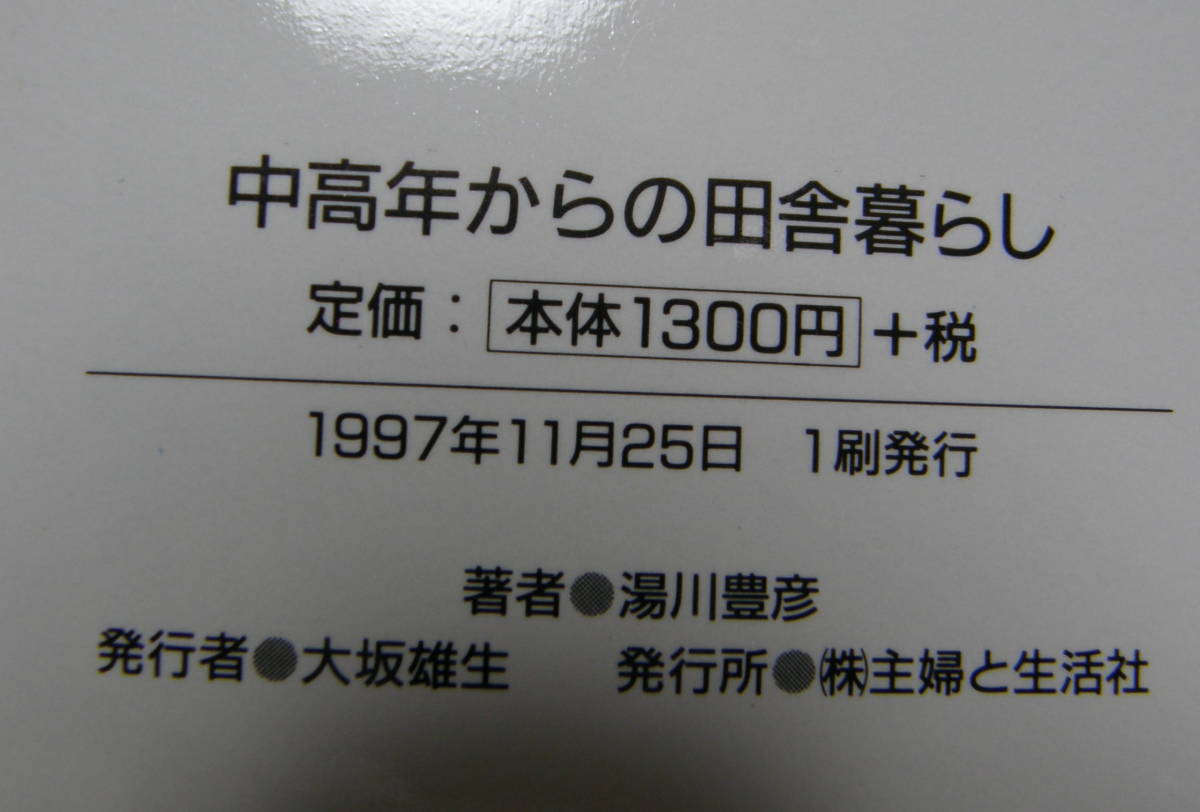 中高年からの田舎暮らし
定価：本体1300円+税
1997年11月25日　1刷発行
著者●湯川豊彦
発行者●大坂雄生　発行所●㈱主婦と生活社